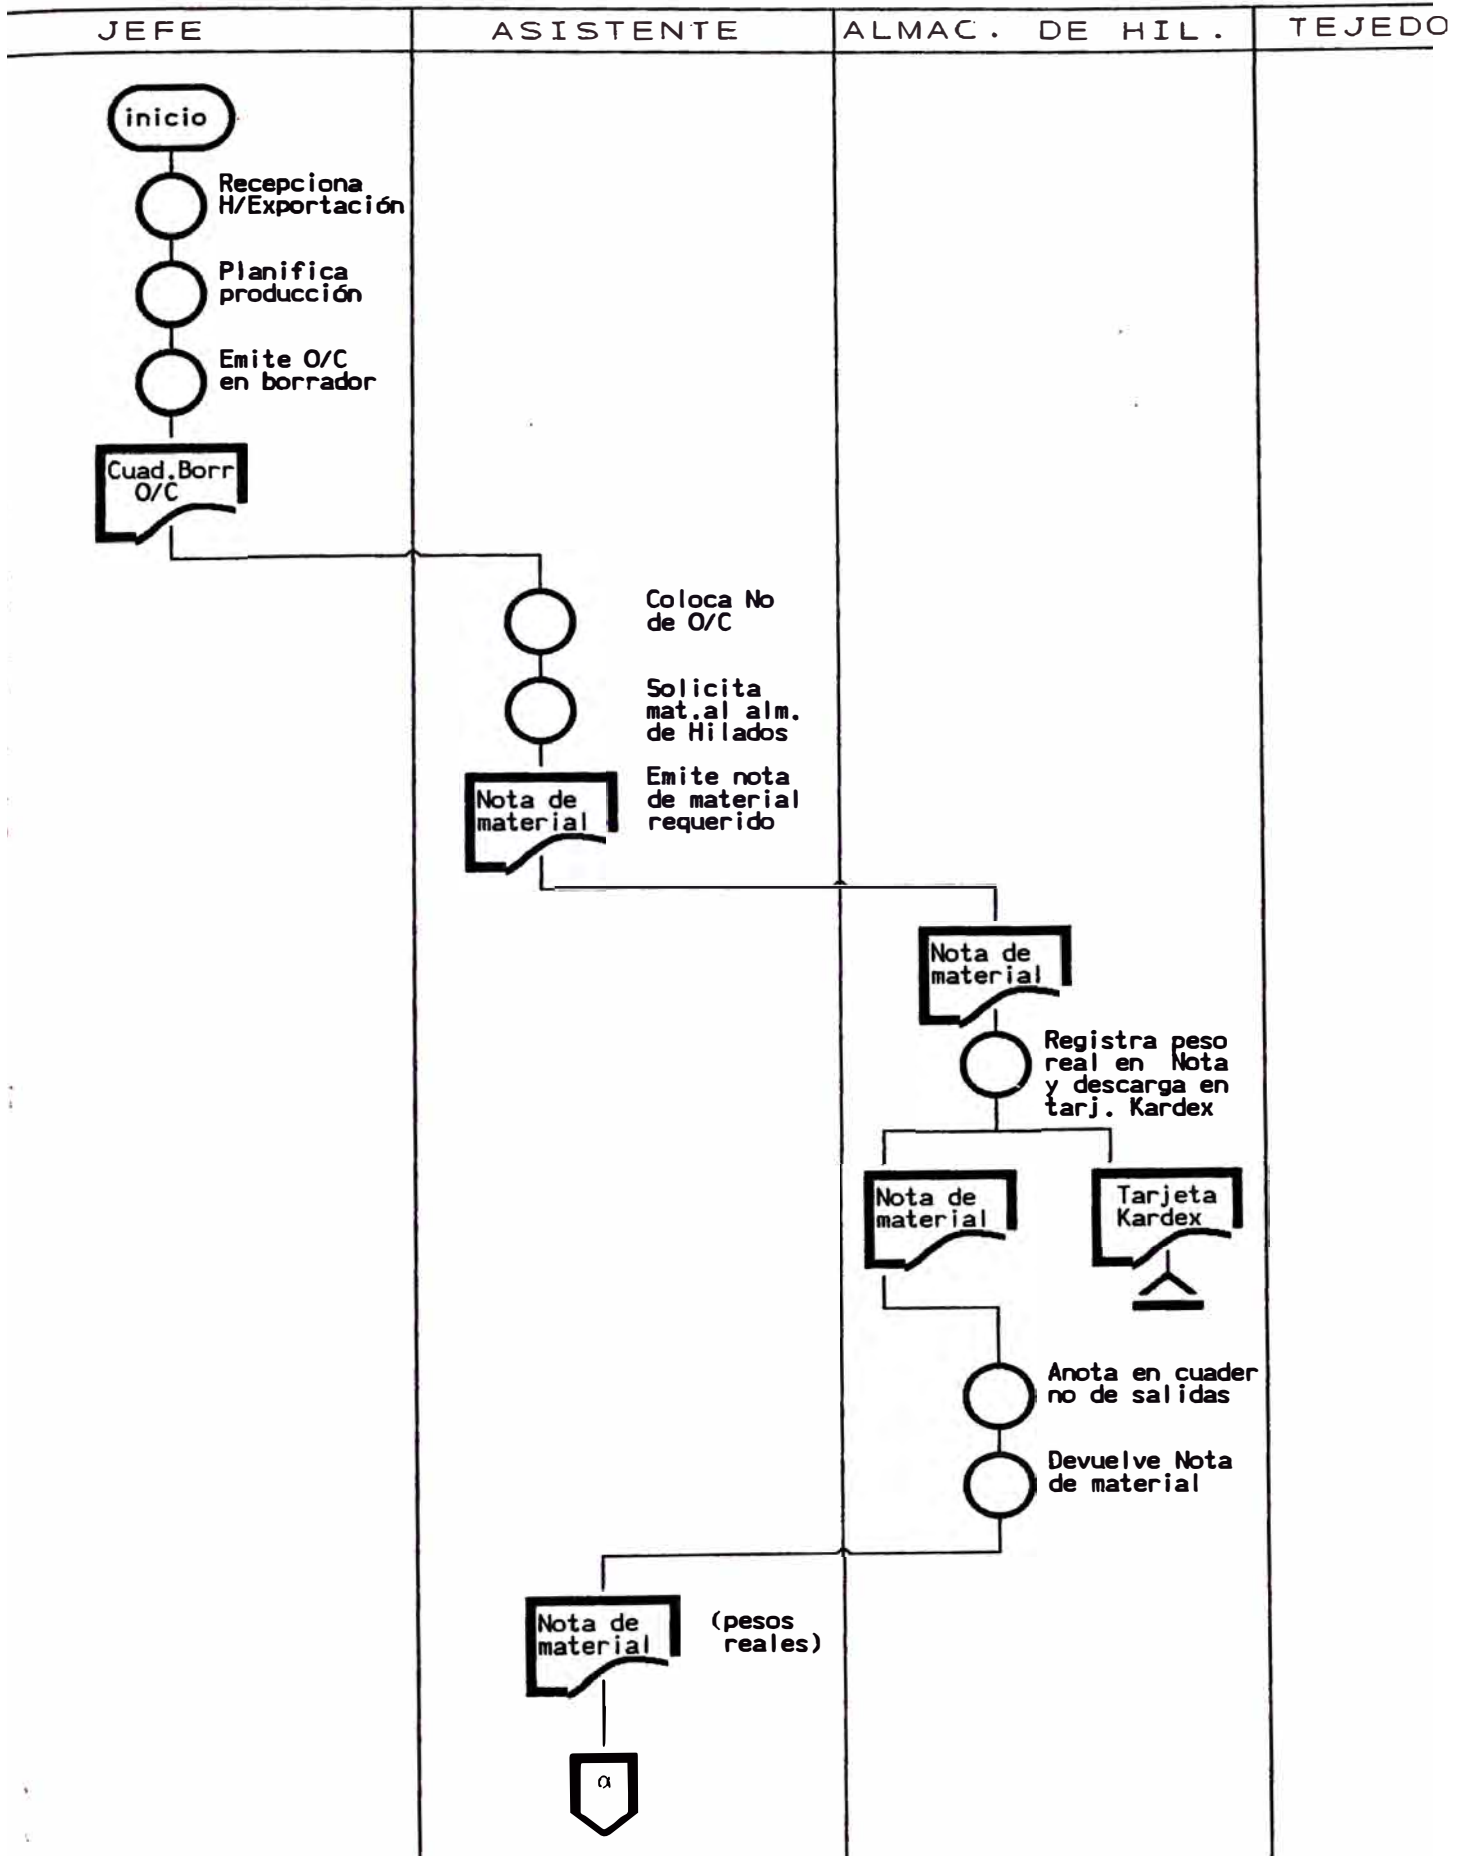 JEFE
ASISTENTE
ALMAC. DE HIL.
TEJEDO
inicio
Recepciona
H/Exportación
Planifica
producción
Emite O/C
en borrador
Cuad.Borr
O/C
Coloca No
de O/C
Solicita
mat.al alm.
de Hilados
Nota de
material
Emite nota
de material
requerido
Nota de
material
Registra peso
real en Nota
y descarga en
tarj. Kardex
Nota de
material
Tarjeta
Kardex
Anota en cuader
no de salidas
Devuelve Nota
de material
Nota de
material
(pesos
reales)
α